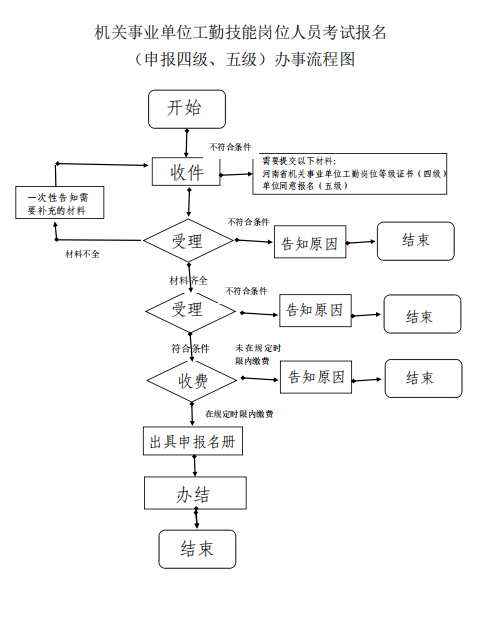 机关事业单位工勤技能岗位人员考试报名
（申报四级、五级）办事流程图
开始
不符合条件
收件
需要提交以下材料:
河南省机关事业单位工勤岗位等级证书（四级）
单位同意报名（五级）
一次性告知需
要补充的材料
不符合条件
受理
告知原因
结束
材料不全
材料齐全
不符合条件
受理
告知原因
结束
符合条件
未在规定时
限内缴费
收费
告知原因
结束
在规定时限内缴费
出具申报名册
办结
结束